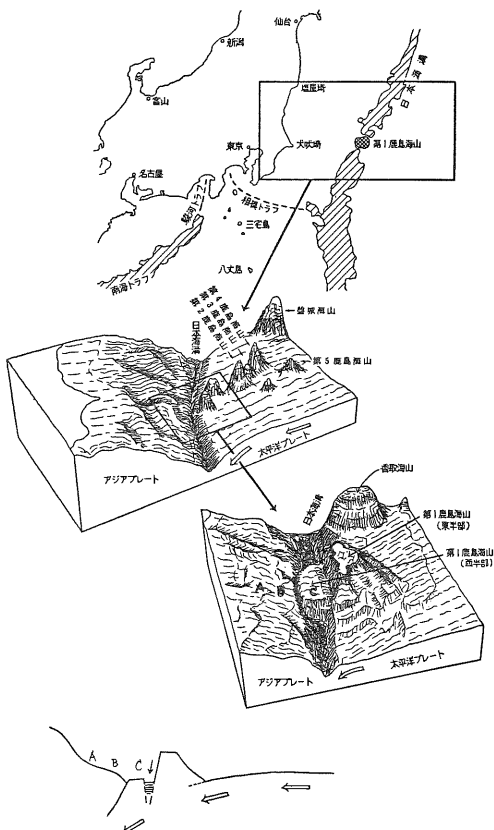 仙台
新潟
塩屋埼
富山
日本海溝
東京
犬吠埼
第1鹿島海山
名古屋
駿河トラフ
相模トラフ
三宅島
南海トラフ
八丈島
第4鹿島海山
第3鹿島海山
第2鹿島海山
日本海溝
磐城海山
第5鹿島海山
太平洋プレート
アジアプレート
香取海山
日本海溝
第1鹿島海山
(東半部)
第1鹿島海山
(西半部)
A B C
太平洋プレート
アジアプレート
A B C